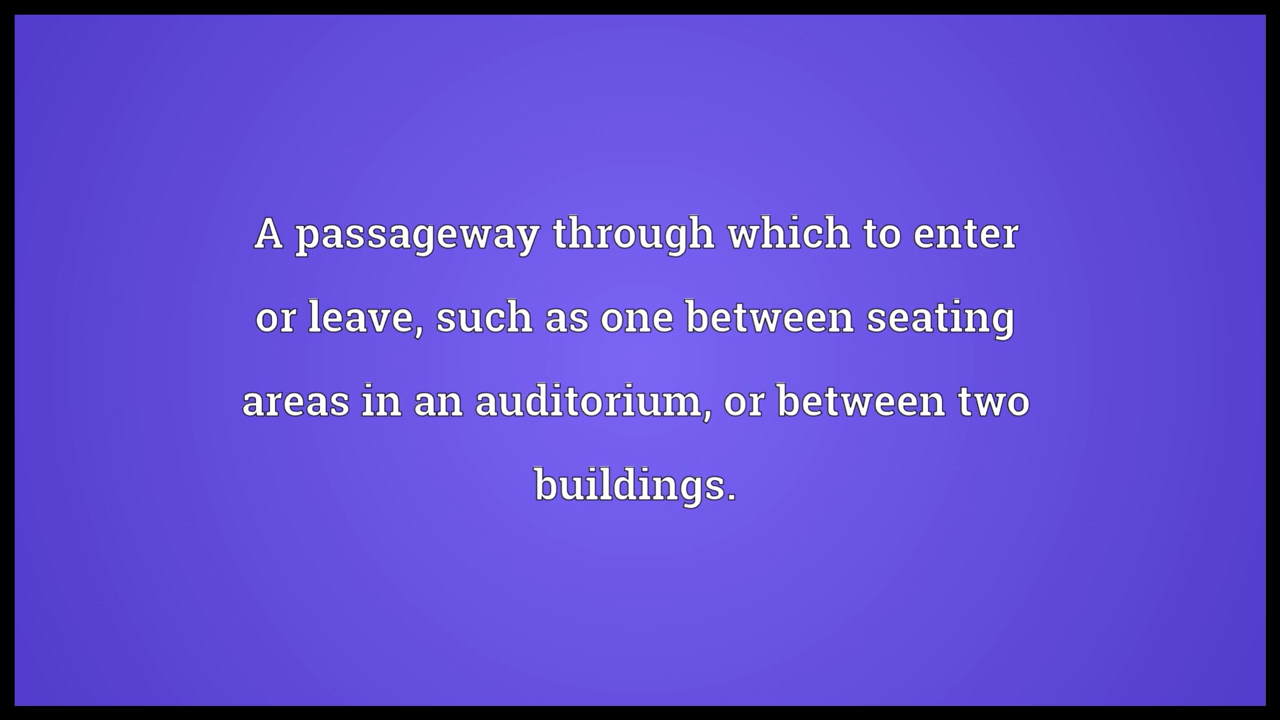 A passageway through which to enter
or leave, such as one between seating
areas in an auditorium, or between two
buildings.